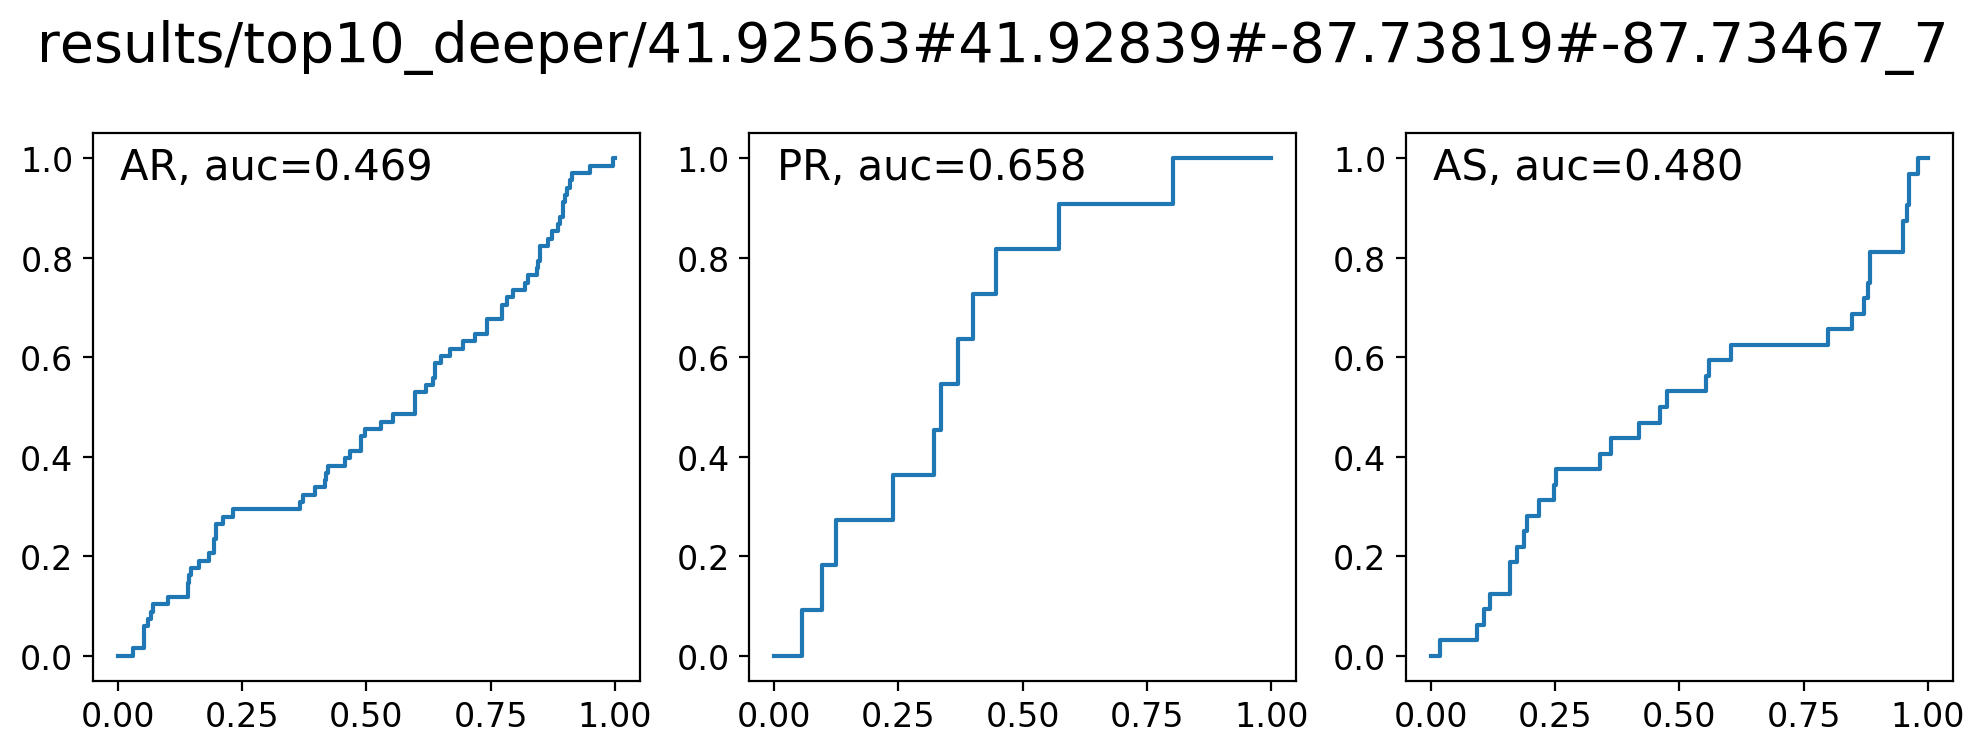 results/top10_deeper/41.92563#41.92839#-87.73819#-87.73467_7
AR, auc=0.469
1.0
0.8
0.6
0.4
0.2
0.0
0.00 0.25 0.50 0.75 1.00
PR, auc=0.658
1.0
0.8
0.6
0.4
0.2
0.0
0.00 0.25 0.50 0.75 1.00
AS, auc=0.480
1.0
0.8
0.6
0.4
0.2
0.0
0.00 0.25 0.50 0.75 1.00